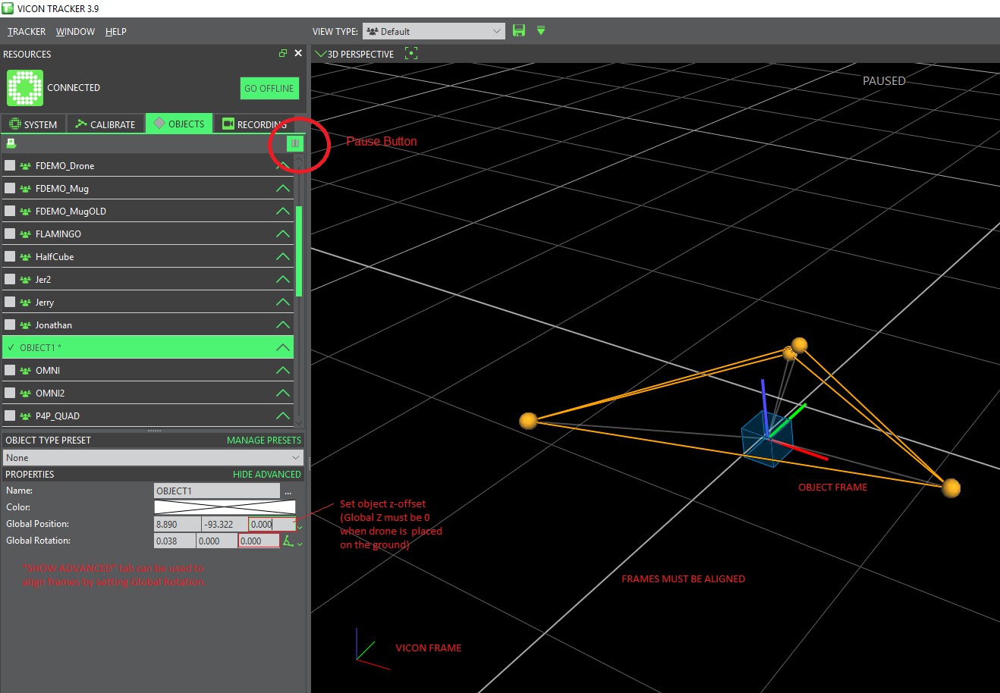 VICON TRACKER 3.9
TRACKER WINDOW HELP
VIEW TYPE: Default
RESOURCES
3D PERSPECTIVE
PAUSED
CONNECTED
GO OFFLINE
SYSTEM CALIBRATE OBJECTS RECORDING
Pause Button
FDEMO_Drone
FDEMO_Mug
FDEMO_MugOLD
FLAMINGO
HalfCube
Jer2
Jerry
Jonathan
OBJECT1 *
OMNI
OMNI2
P4P_QUAD
OBJECT TYPE PRESET MANAGE PRESETS
None
PROPERTIES HIDE ADVANCED
Name: OBJECT1 ...
Color:
Global Position: 8.890 -93.322 0.000
Global Rotation: 0.038 0.000 0.000
"SHOW ADVANCED" tab can be used to
align frames by setting Global Rotation.
Set object z-offset
(Global Z must be 0
when drone is placed
on the ground)
OBJECT FRAME
FRAMES MUST BE ALIGNED
VICON FRAME